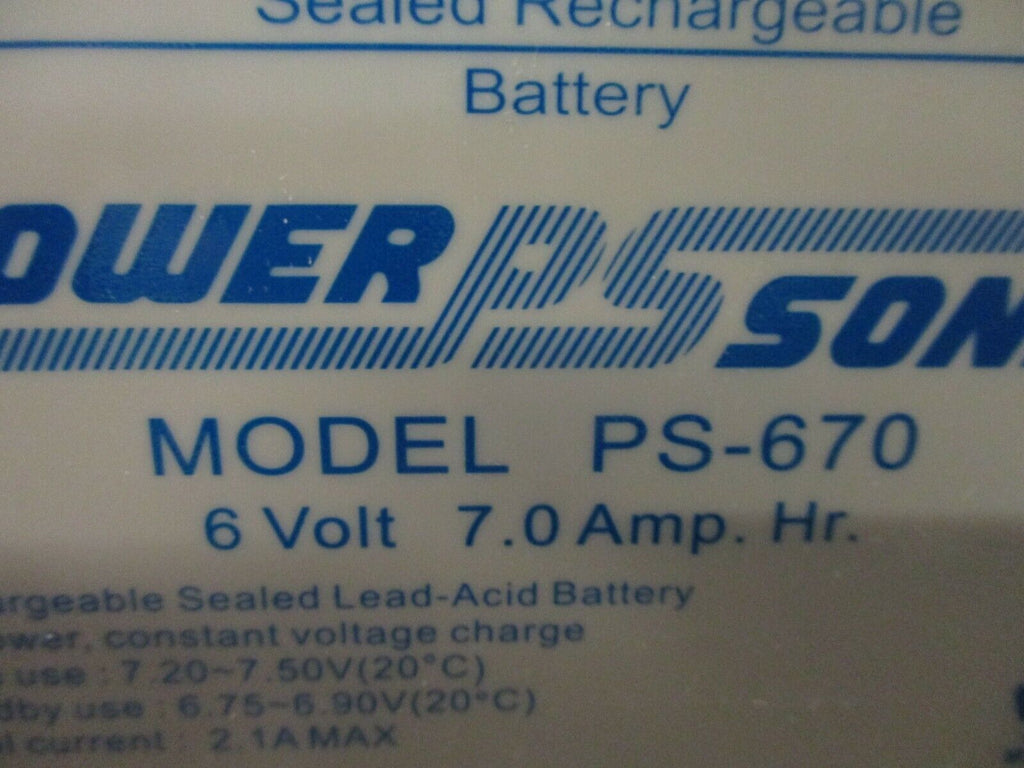 Sealed Rechargeable
Battery
OWER PS SON
MODEL PS-670
6 Volt 7.0 Amp. Hr.
argeable Sealed Lead-Acid Battery
ower, constant voltage charge
use : 7.20~7.50V(20°C)
dby use : 6.75~6.90V(20°C)
l current : 2.1A MAX